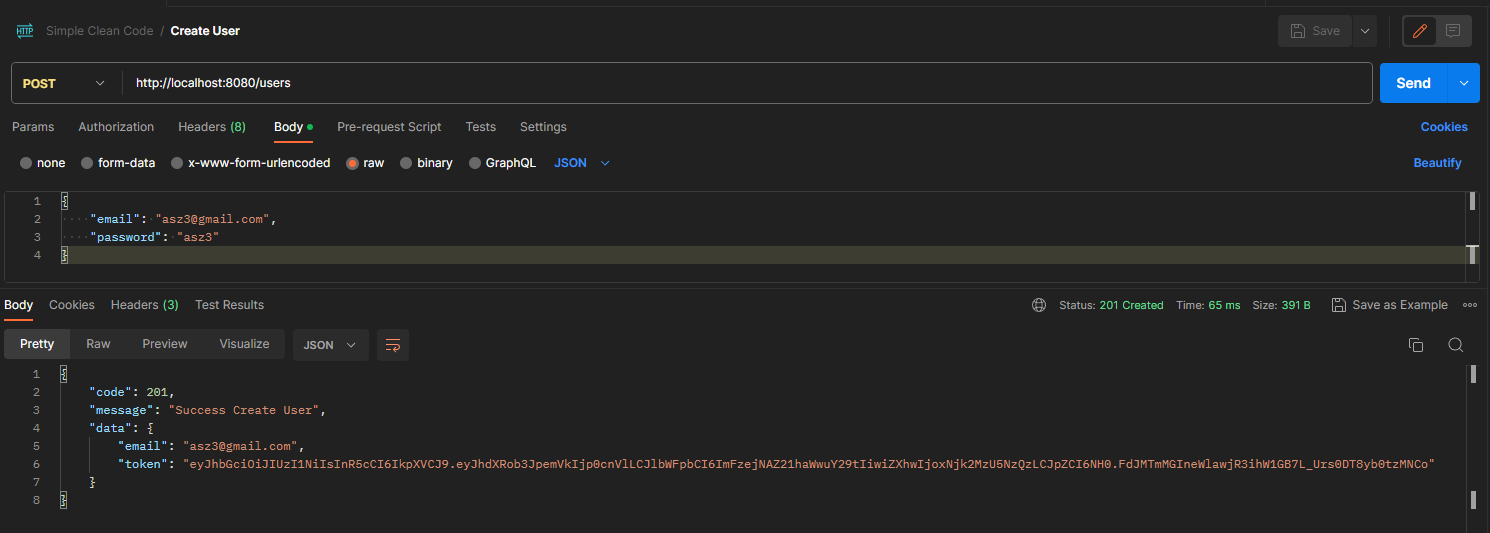 HTTP Simple Clean Code / Create User Save
POST http://localhost:8080/users Send
Params Authorization Headers (8) Body Pre-request Script Tests Settings Cookies
none form-data x-www-form-urlencoded raw binary GraphQL JSON Beautify
1 {
2 "email": "asz3@gmail.com",
3 "password": "asz3"
4 }
Body Cookies Headers (3) Test Results Status: 201 Created Time: 65 ms Size: 391 B Save as Example
Pretty Raw Preview Visualize JSON
1 {
2 "code": 201,
3 "message": "Success Create User",
4 "data": {
5 "email": "asz3@gmail.com",
6 "token": "eyJhbGciOiJIUzI1NiIsInR5cCI6IkpXVCJ9.eyJhdXRob3JpemVkIjp0cnVlLCJlbWFpbCI6ImFzejNAZ21haWwuY29tIiwiZXhwIjoxNjk2MzU5NzQzLCJpZCI6NH0.FdJMTmMGIneWlawjR3ihW1GB7L_Urs0DT8yb0tzMNCo"
7 }
8 }